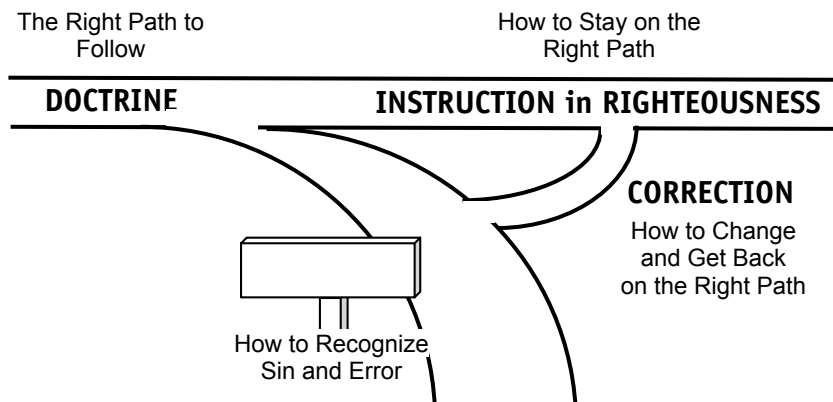 The Right Path to
Follow
How to Stay on the
Right Path
DOCTRINE
INSTRUCTION in RIGHTEOUSNESS
CORRECTION
How to Change
and Get Back
on the Right Path
How to Recognize
Sin and Error